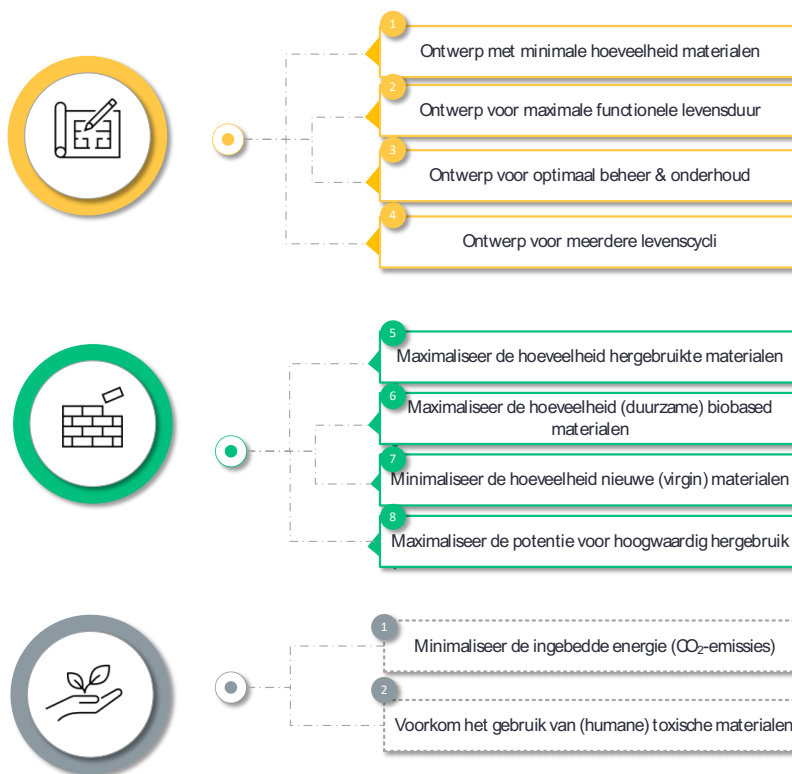 1
Ontwerp met minimale hoeveelheid materialen
2
Ontwerp voor maximale functionele levensduur
3
Ontwerp voor optimaal beheer & onderhoud
4
Ontwerp voor meerdere levenscycli
5
Maximaliseer de hoeveelheid hergebruikte materialen
6
Maximaliseer de hoeveelheid (duurzame) biobased
materialen
7
Minimaliseer de hoeveelheid nieuwe (virgin) materialen
8
Maximaliseer de potentie voor hoogwaardig hergebruik
1
Minimaliseer de ingebedde energie (CO₂-emissies)
2
Voorkom het gebruik van (humane) toxische materialen